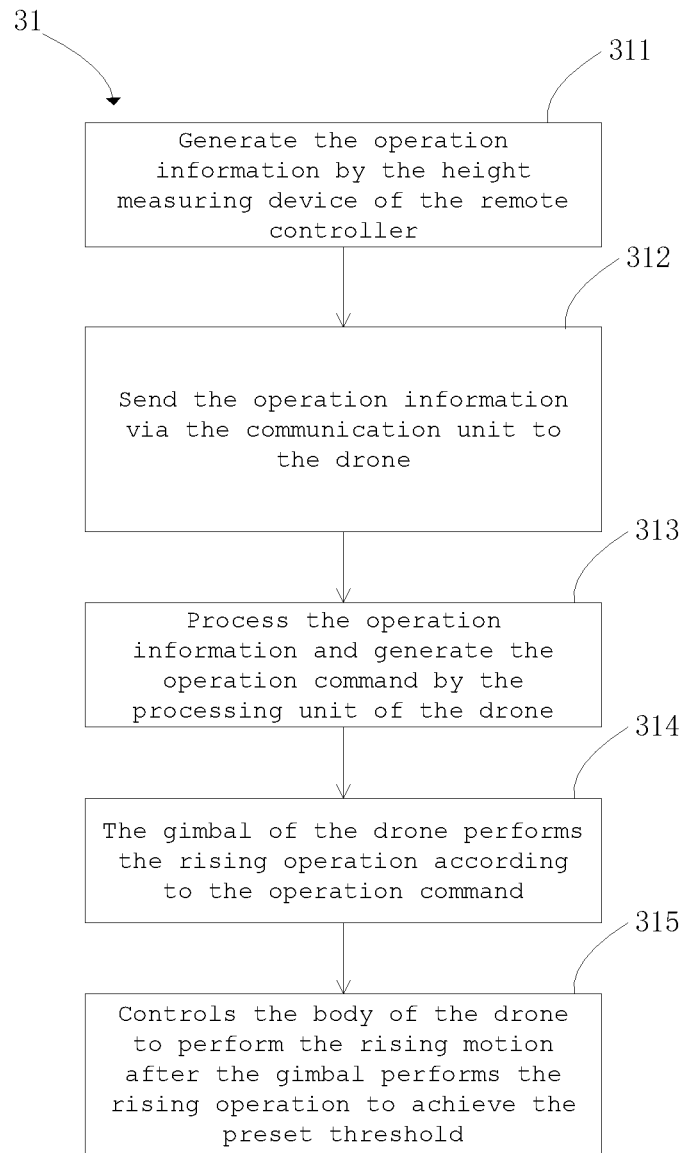 31
311
Generate the operation
information by the height
measuring device of the remote
controller
312
Send the operation information
via the communication unit to
the drone
313
Process the operation
information and generate the
operation command by the
processing unit of the drone
314
The gimbal of the drone performs
the rising operation according
to the operation command
315
Controls the body of the drone
to perform the rising motion
after the gimbal performs the
rising operation to achieve the
preset threshold